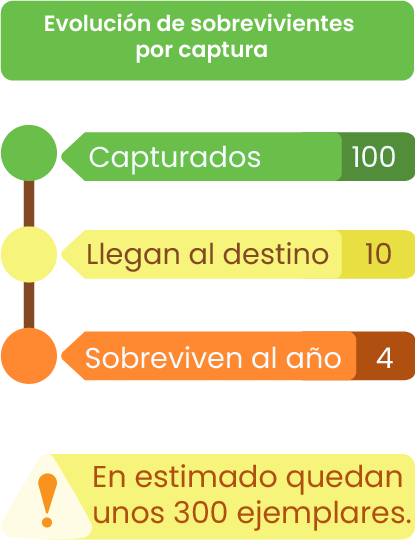 Evolución de sobrevivientes
por captura
Capturados 100
Llegan al destino 10
Sobreviven al año 4
!
En estimado quedan
unos 300 ejemplares.